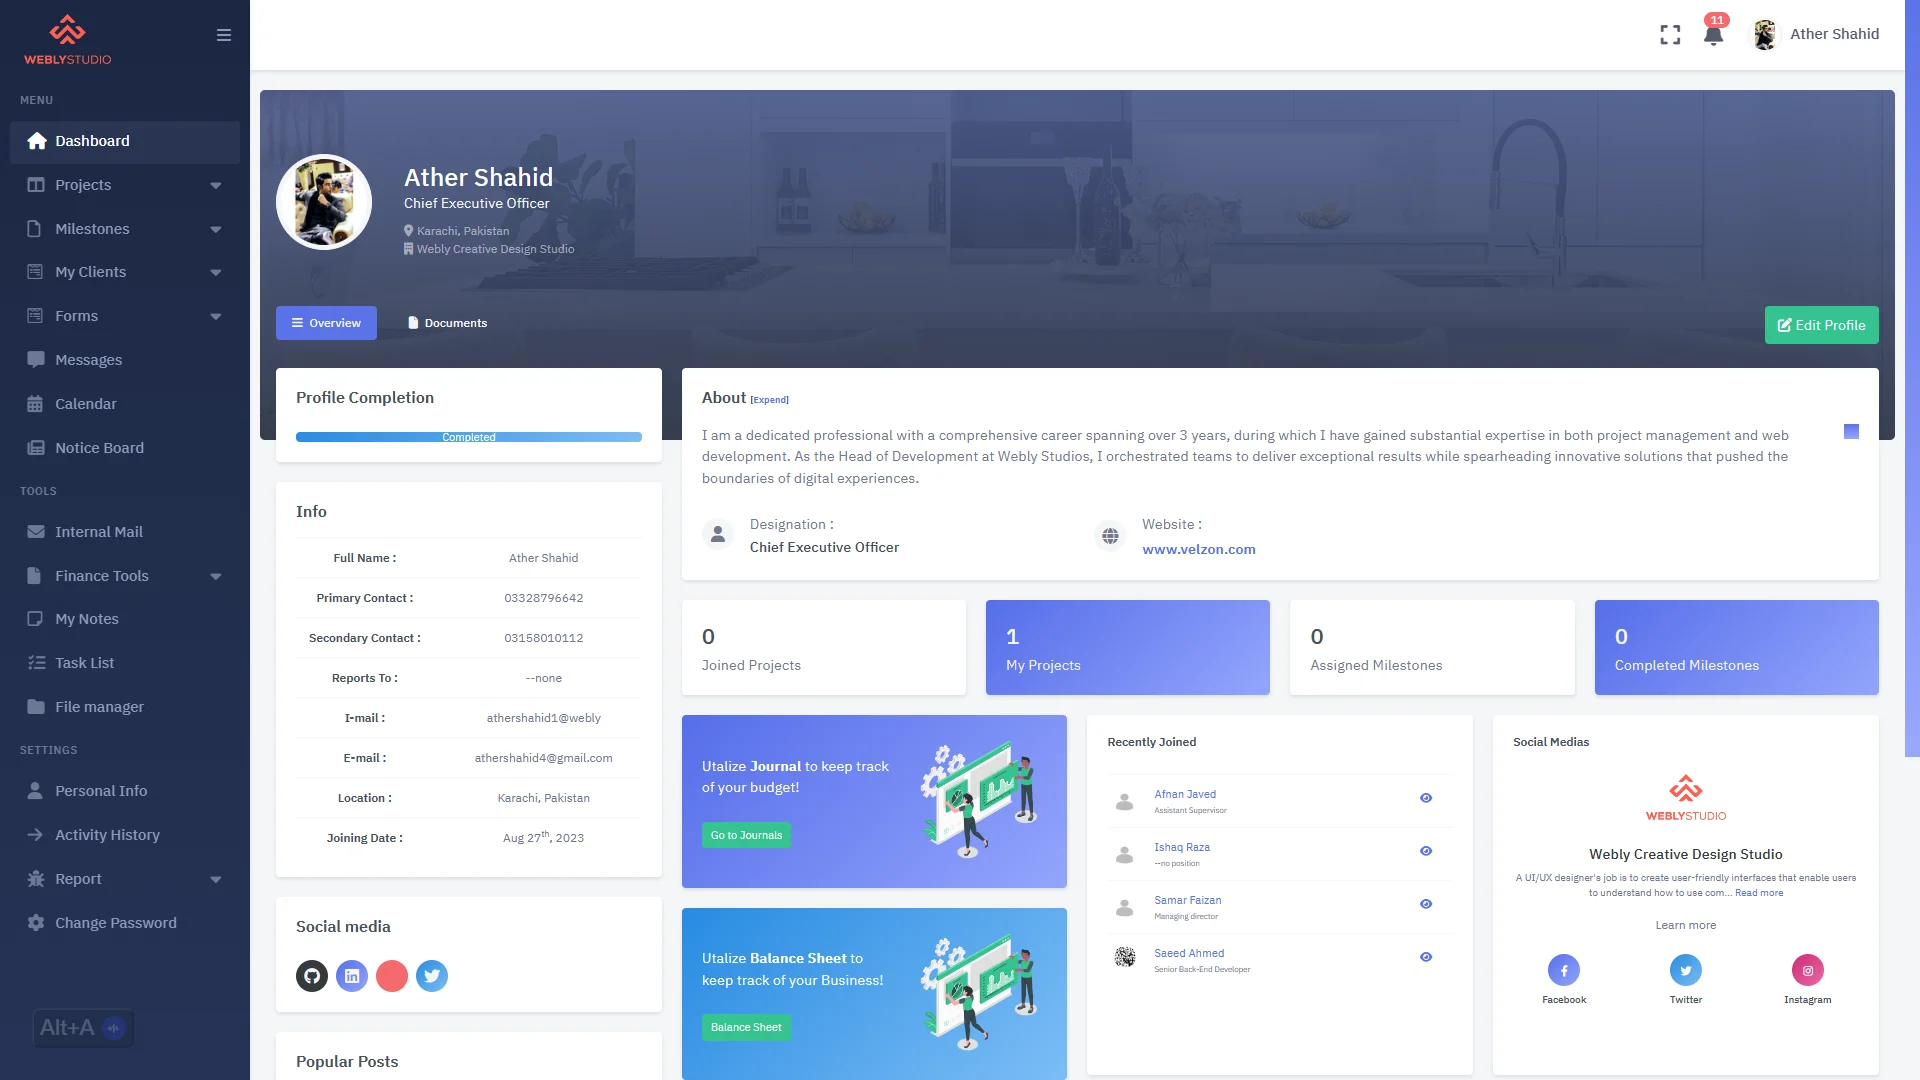 WEBLYSTUDIO
MENU
Dashboard
Projects
Milestones
My Clients
Forms
Messages
Calendar
Notice Board
TOOLS
Internal Mail
Finance Tools
My Notes
Task List
File manager
SETTINGS
Personal Info
Activity History
Report
Change Password
Alt+A
11
Ather Shahid
Ather Shahid
Chief Executive Officer
Karachi, Pakistan
Webly Creative Design Studio
Overview
Documents
Edit Profile
Profile Completion
Completed
Info
Full Name : Ather Shahid
Primary Contact : 03328796642
Secondary Contact : 03158010112
Reports To : --none
I-mail : athershahid1@webly
E-mail : athershahid4@gmail.com
Location : Karachi, Pakistan
Joining Date : Aug 27th, 2023
Social media
Popular Posts
About [Expend]
I am a dedicated professional with a comprehensive career spanning over 3 years, during which I have gained substantial expertise in both project management and web
development. As the Head of Development at Webly Studios, I orchestrated teams to deliver exceptional results while spearheading innovative solutions that pushed the
boundaries of digital experiences.
Designation :
Chief Executive Officer
Website :
www.velzon.com
0
Joined Projects
1
My Projects
0
Assigned Milestones
0
Completed Milestones
Utalize Journal to keep track
of your budget!
Go to Journals
Utalize Balance Sheet to
keep track of your Business!
Balance Sheet
Recently Joined
Afnan Javed
Assistant Supervisor
Ishaq Raza
--no position
Samar Faizan
Managing director
Saeed Ahmed
Senior Back-End Developer
Social Medias
WEBLYSTUDIO
Webly Creative Design Studio
A UI/UX designer's job is to create user-friendly interfaces that enable users
to understand how to use com... Read more
Learn more
Facebook
Twitter
Instagram